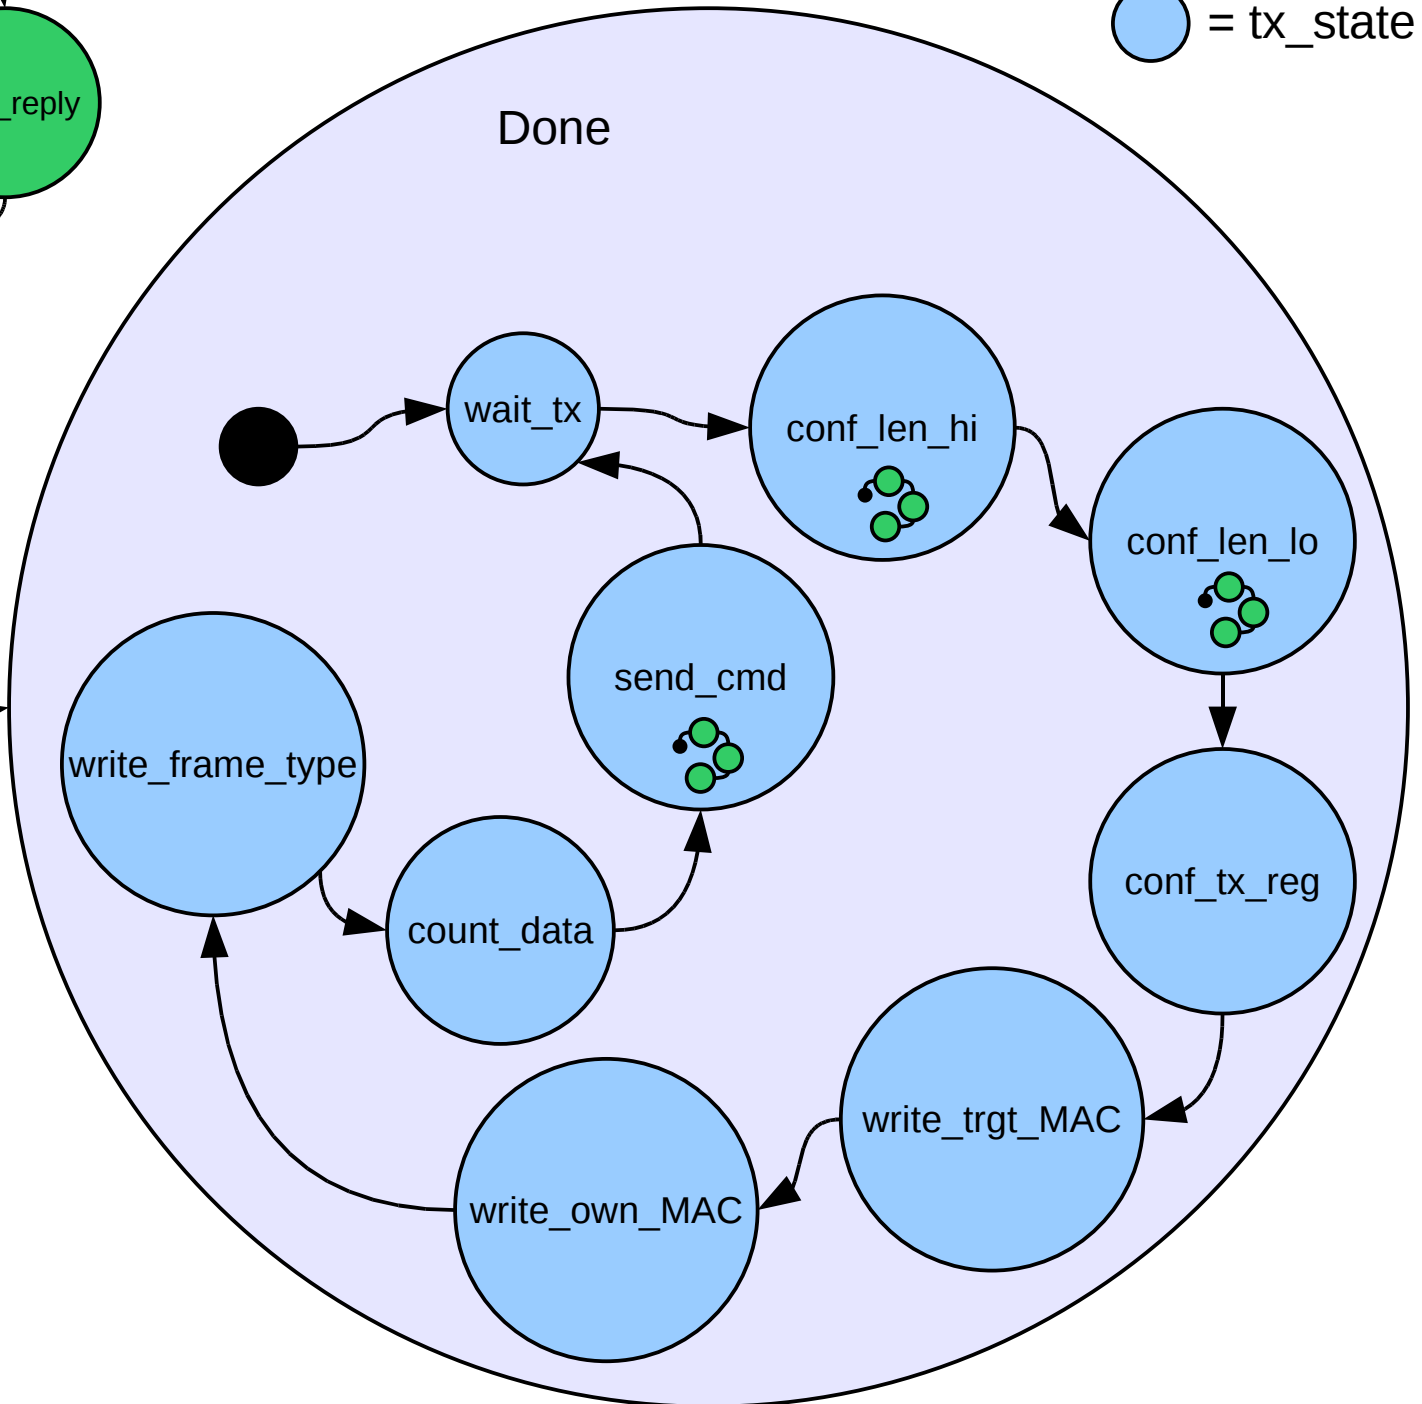 = tx_state
_reply
Done
wait_tx
conf_len_hi
conf_len_lo
send_cmd
write_frame_type
conf_tx_reg
count_data
write_trgt_MAC
write_own_MAC